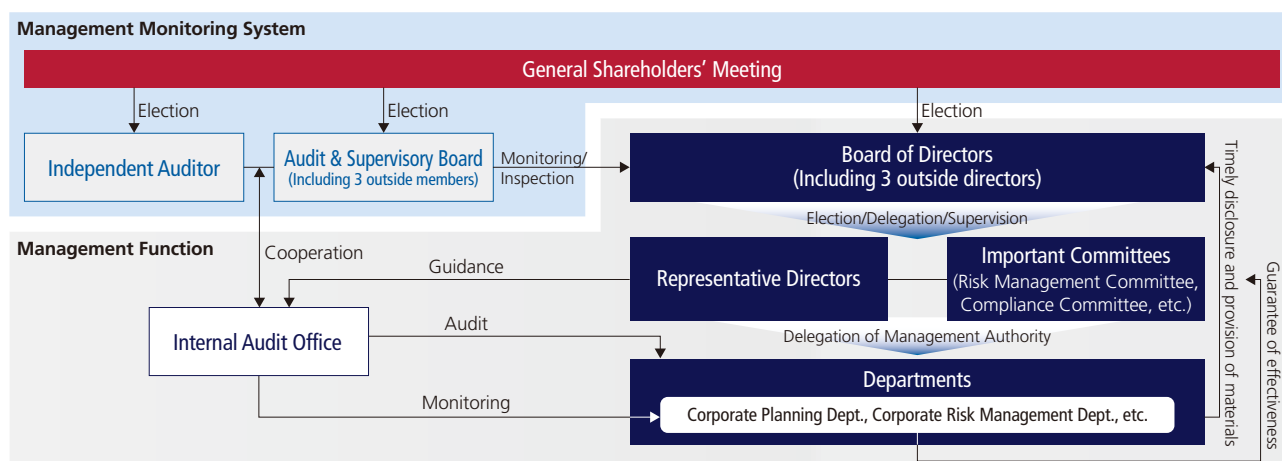 Management Monitoring System
General Shareholders’ Meeting
Election
Election
Election
Independent Auditor
Audit & Supervisory Board
(Including 3 outside members)
Monitoring/
Inspection
Board of Directors
(Including 3 outside directors)
Election/Delegation/Supervision
Management Function
Cooperation
Guidance
Representative Directors
Important Committees
(Risk Management Committee,
Compliance Committee, etc.)
Internal Audit Office
Audit
Delegation of Management Authority
Departments
Monitoring
Corporate Planning Dept., Corporate Risk Management Dept., etc.
Timely disclosure and provision of materials
Guarantee of effectiveness